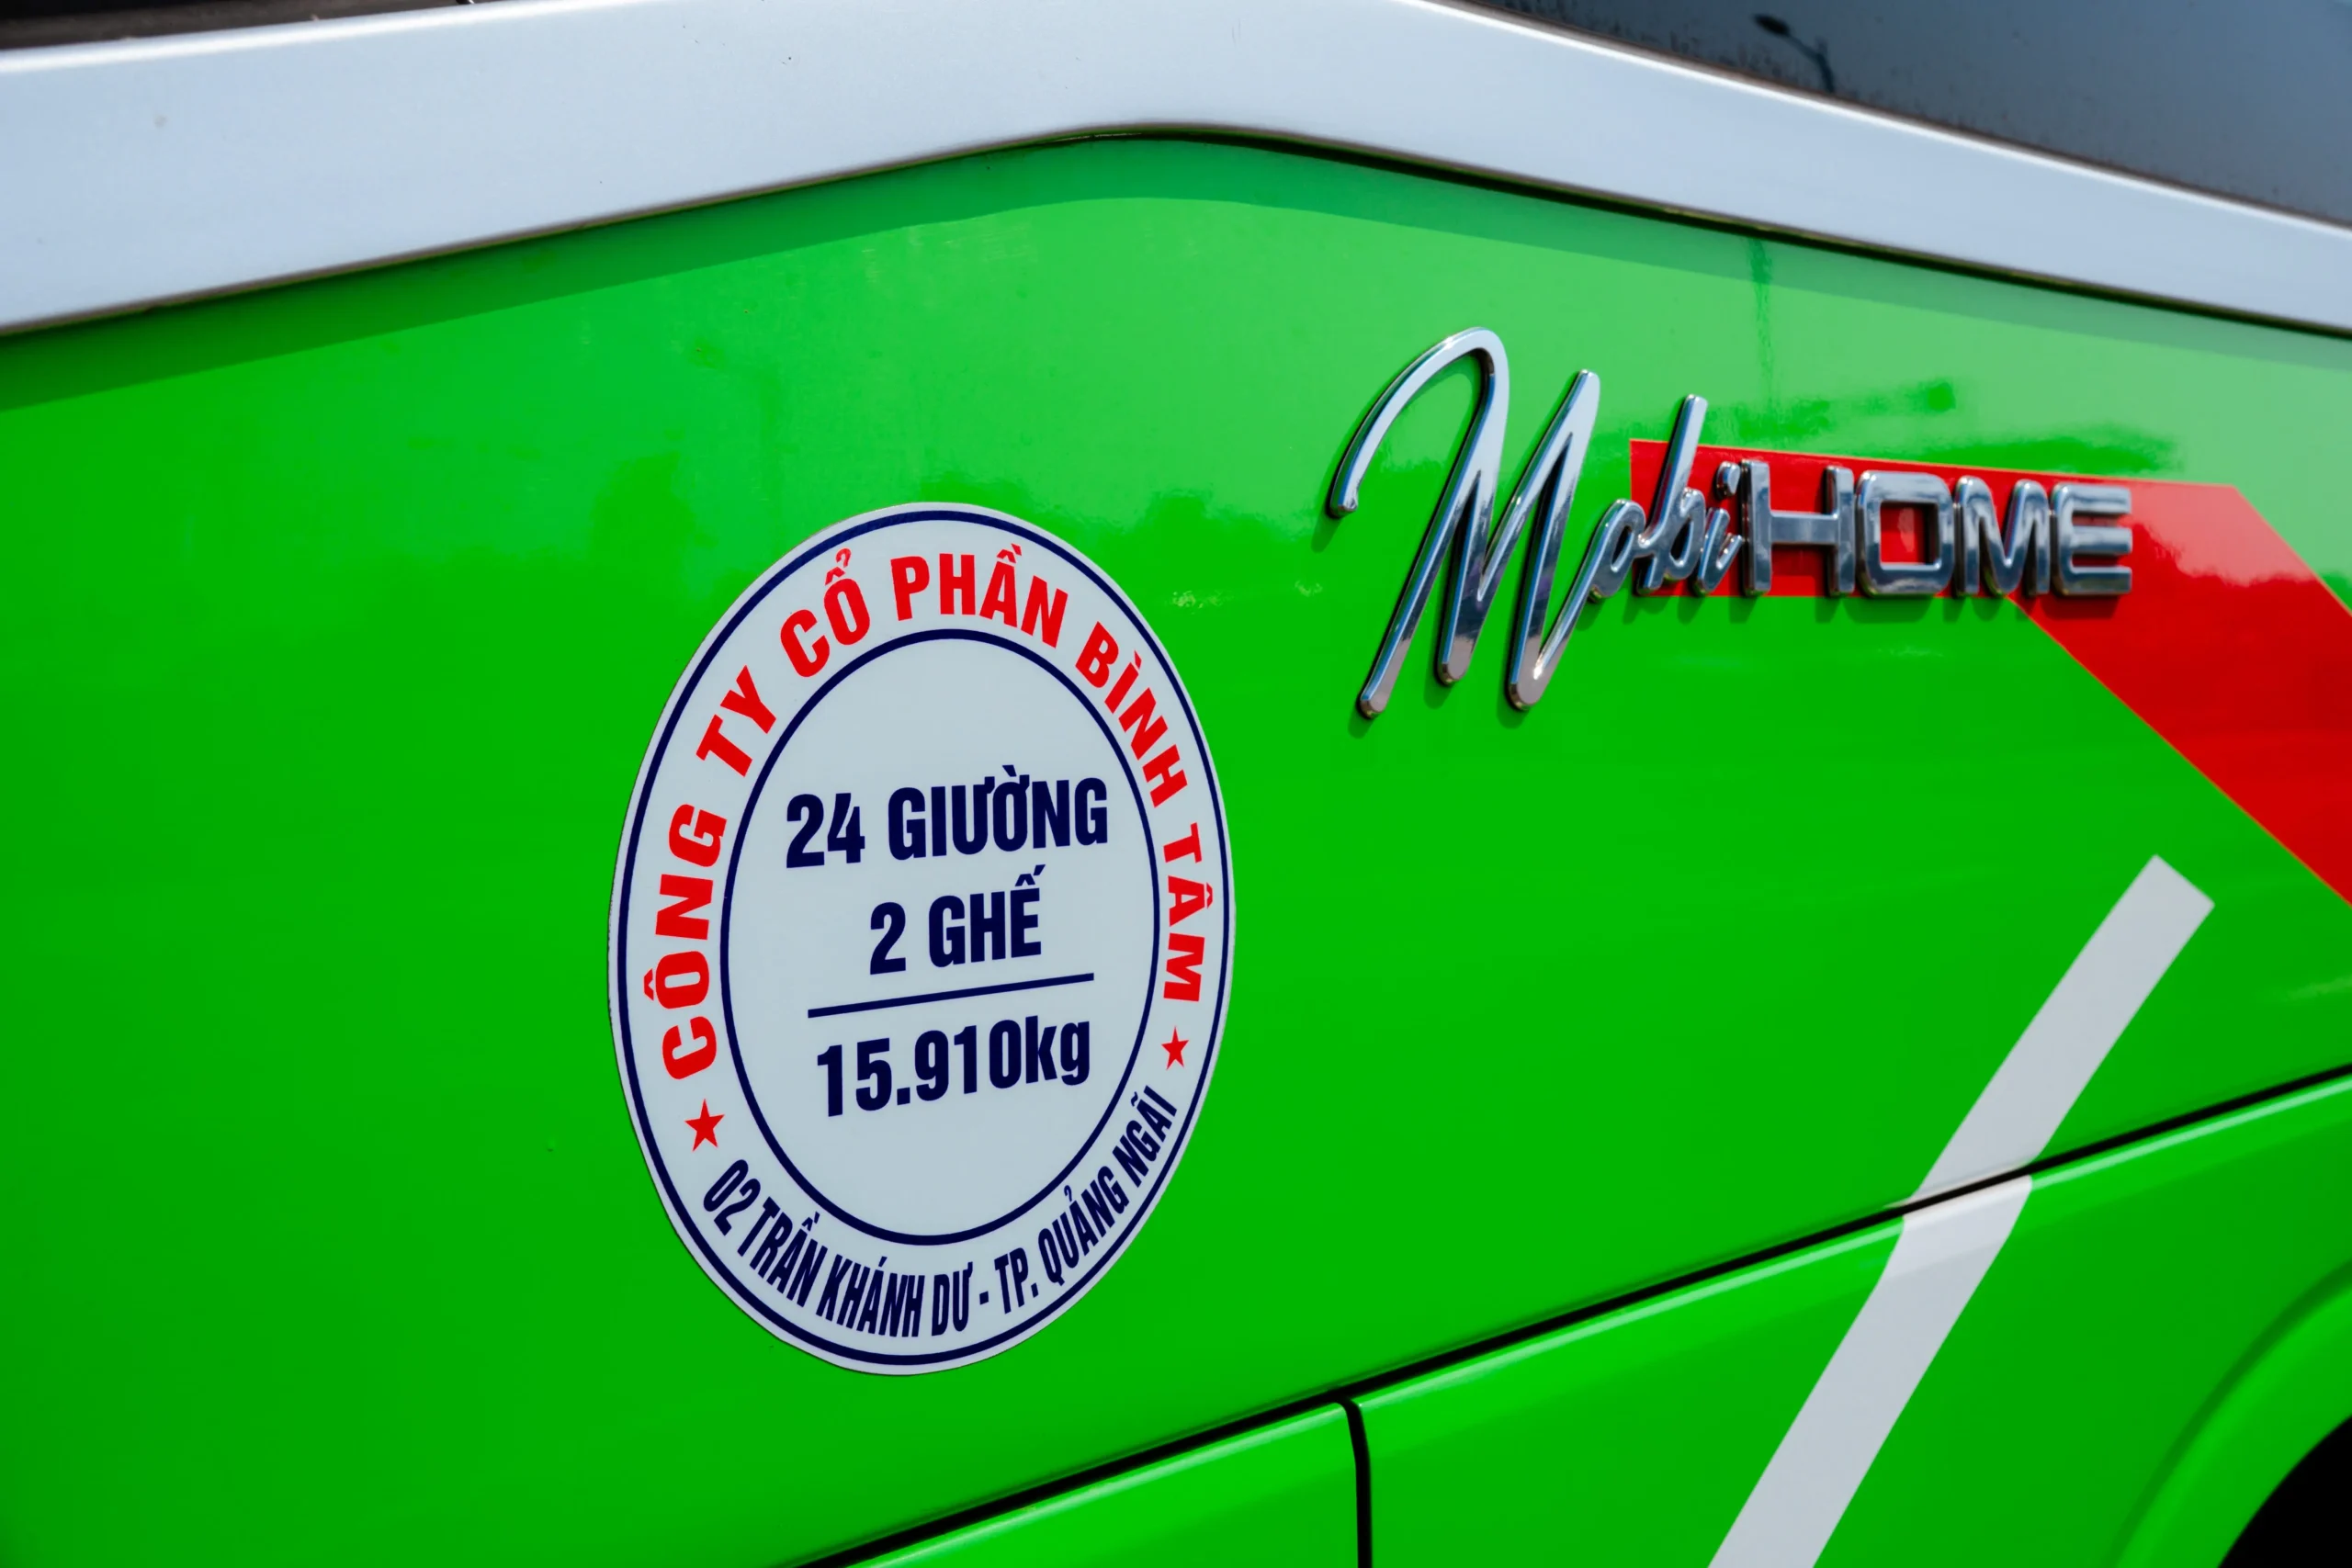 CÔNG TY CỔ PHẦN BÌNH TÂM
24 GIƯỜNG
2 GHẾ
15.910kg
02 TRẦN KHÁNH DƯ - TP. QUẢNG NGÃI
MobiHOME